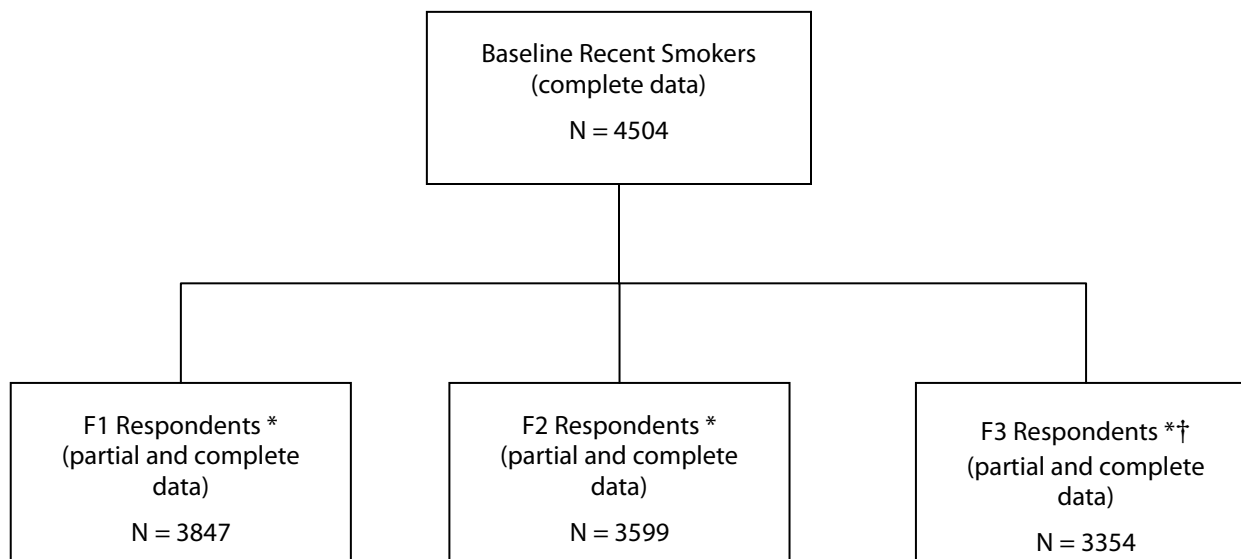 Baseline Recent Smokers
(complete data)
N = 4504
F1 Respondents *
(partial and complete
data)
N = 3847
F2 Respondents *
(partial and complete
data)
N = 3599
F3 Respondents *†
(partial and complete
data)
N = 3354